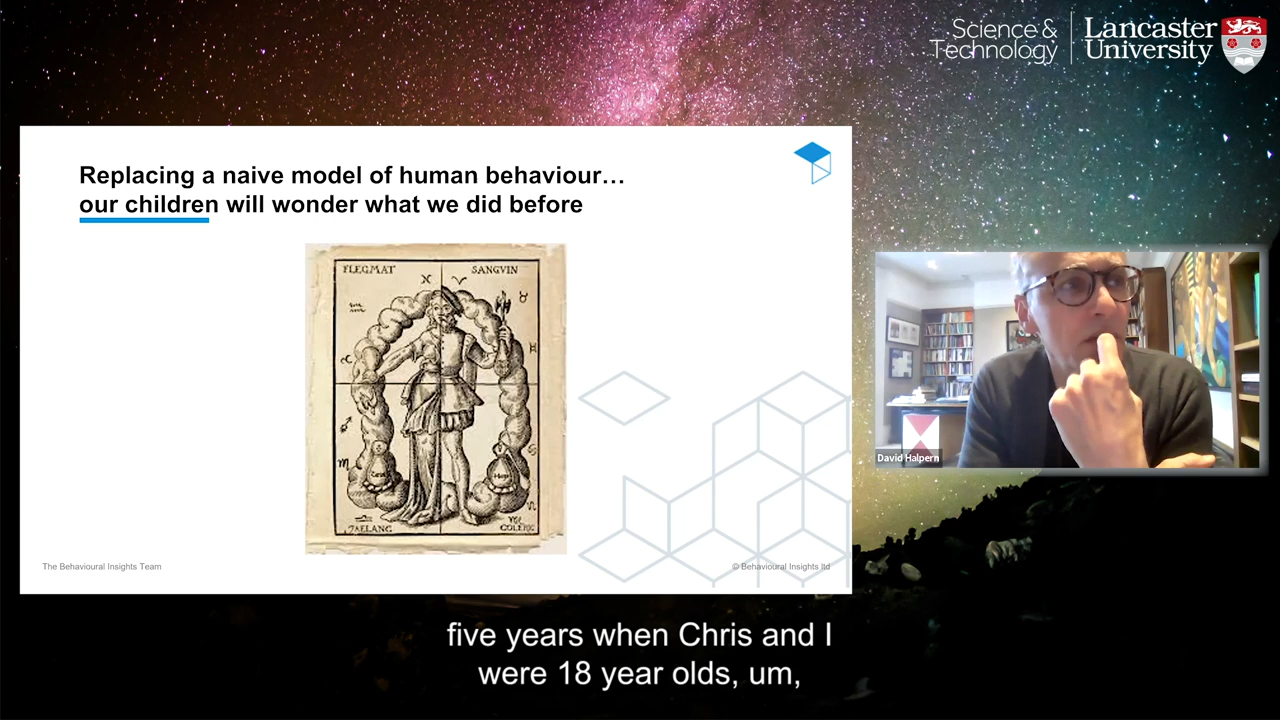 Science &
Technology
Lancaster
University
Replacing a naive model of human behaviour…
our children will wonder what we did before
FLEGMAT
SANGVIN
The Behavioural Insights Team
© Behavioural Insights ltd
David Halpern
five years when Chris and I
were 18 year olds, um,